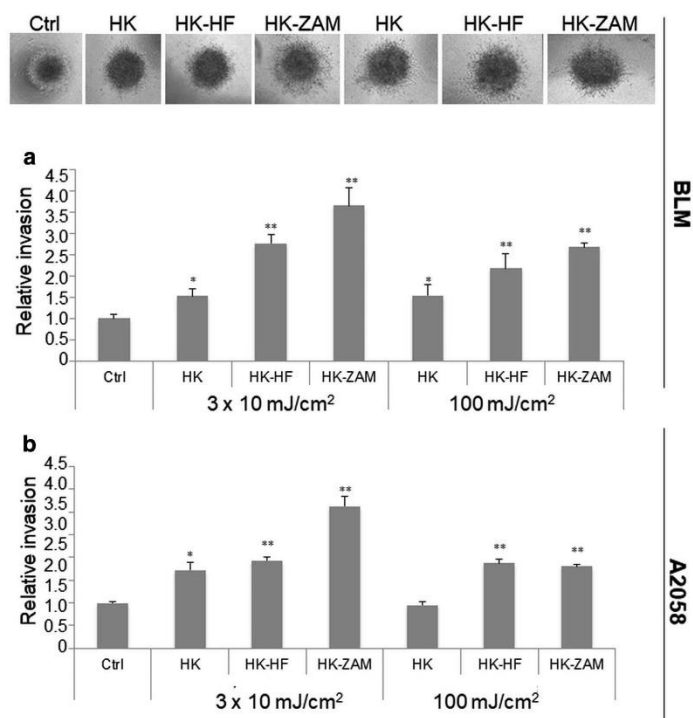 Ctrl HK HK-HF HK-ZAM HK HK-HF HK-ZAM
BLM
a
Relative invasion
4.5
4.0
3.5
3.0
2.5
2.0
1.5
1.0
0.5
0
* ** ** * ** **
Ctrl HK HK-HF HK-ZAM HK HK-HF HK-ZAM
3 x 10 mJ/cm² 100 mJ/cm²
A2058
b
Relative invasion
4.5
4.0
3.5
3.0
2.5
2.0
1.5
1.0
0.5
0
* ** ** ** **
Ctrl HK HK-HF HK-ZAM HK HK-HF HK-ZAM
3 x 10 mJ/cm² 100 mJ/cm²